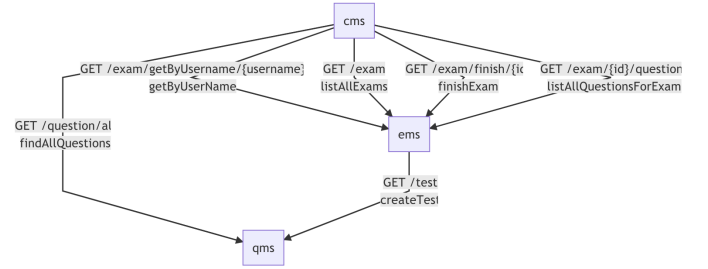 cms
GET /exam/getByUsername/{username}
getByUserName
GET /exam
listAllExams
GET /exam/finish/{id
finishExam
GET /exam/{id}/question
listAllQuestionsForExam
GET /question/al
findAllQuestions
ems
GET /test
createTest
qms